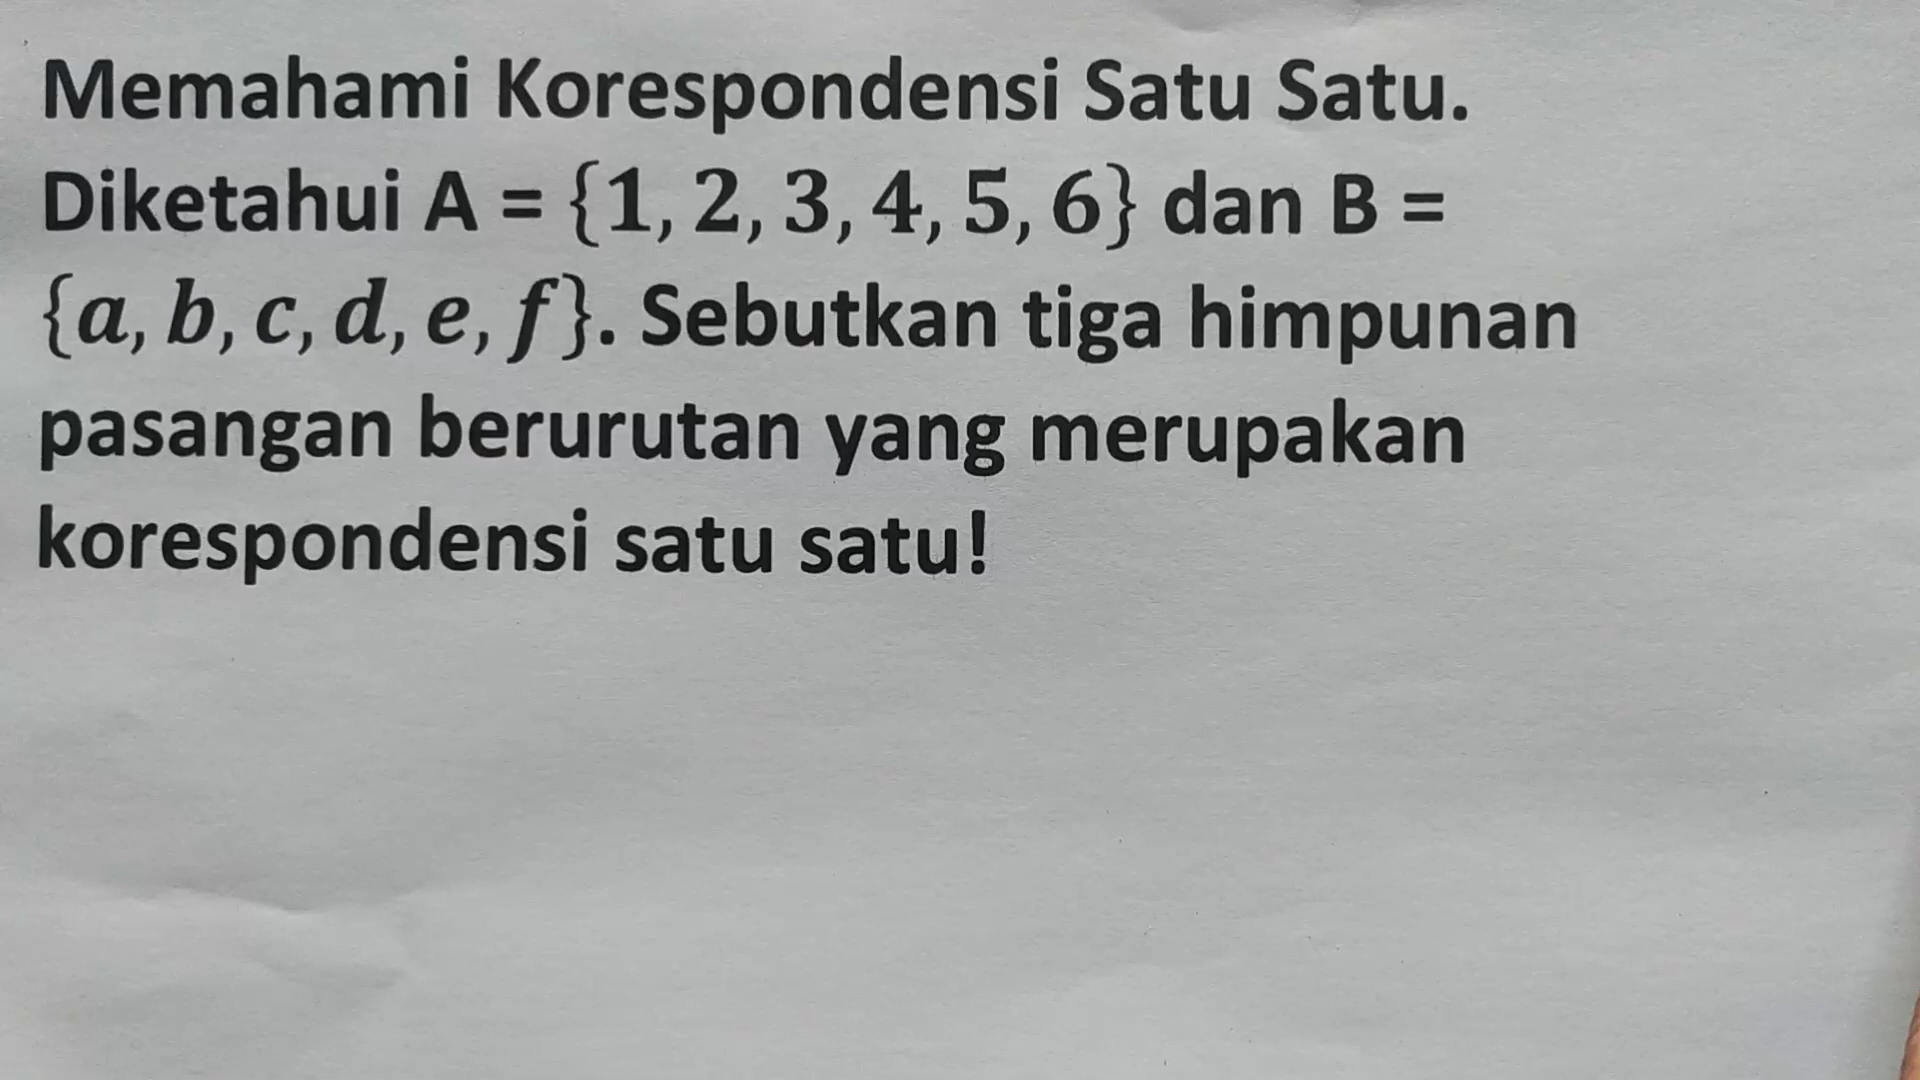 Memahami Korespondensi Satu Satu.
Diketahui A = {1, 2, 3, 4, 5, 6} dan B =
{a, b, c, d, e, f}. Sebutkan tiga himpunan
pasangan berurutan yang merupakan
korespondensi satu satu!